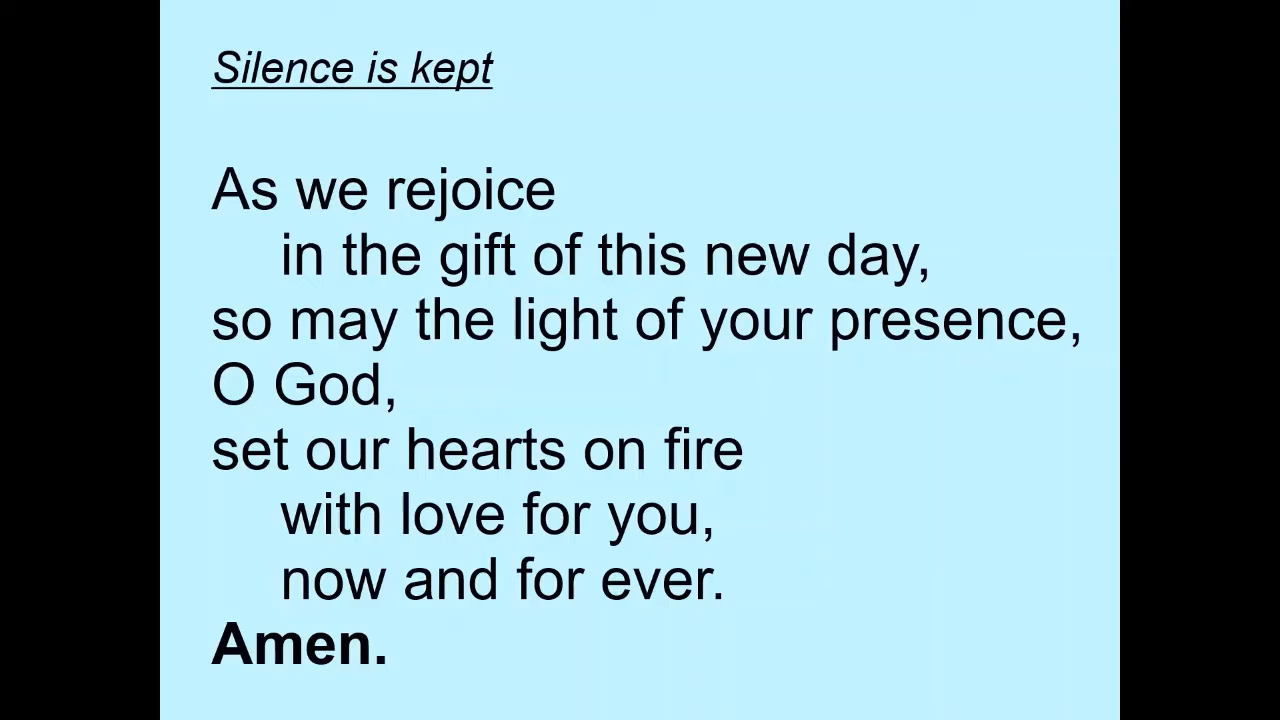 Silence is kept
As we rejoice
in the gift of this new day,
so may the light of your presence,
O God,
set our hearts on fire
with love for you,
now and for ever.
Amen.